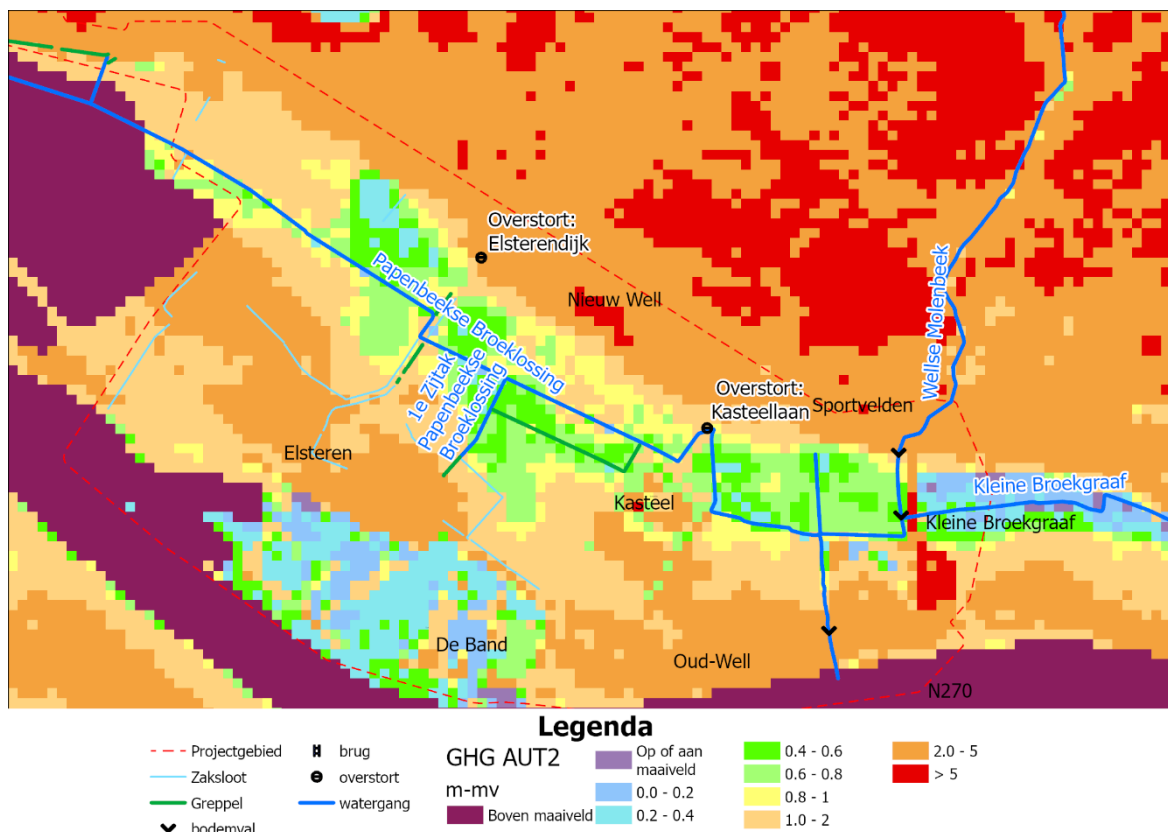 Overstort:
Elsterendijk
Papenbeekse Broeklossing
Nieuw Well
Wellse Molenbeek
1e Zijtak
Papenbeekse
Broeklossing
Overstort:
Kasteellaan
Sportvelden
Elsteren
Kasteel
Kleine Broekgraaf
Kleine Broekgraaf
De Band
Oud-Well
N270
Legenda
Projectgebied
Zaksloot
Greppel
bodemval
brug
overstort
watergang
GHG AUT2
m-mv
Boven maaiveld
Op of aan
maaiveld
0.0 - 0.2
0.2 - 0.4
0.4 - 0.6
0.6 - 0.8
0.8 - 1
1.0 - 2
2.0 - 5
> 5